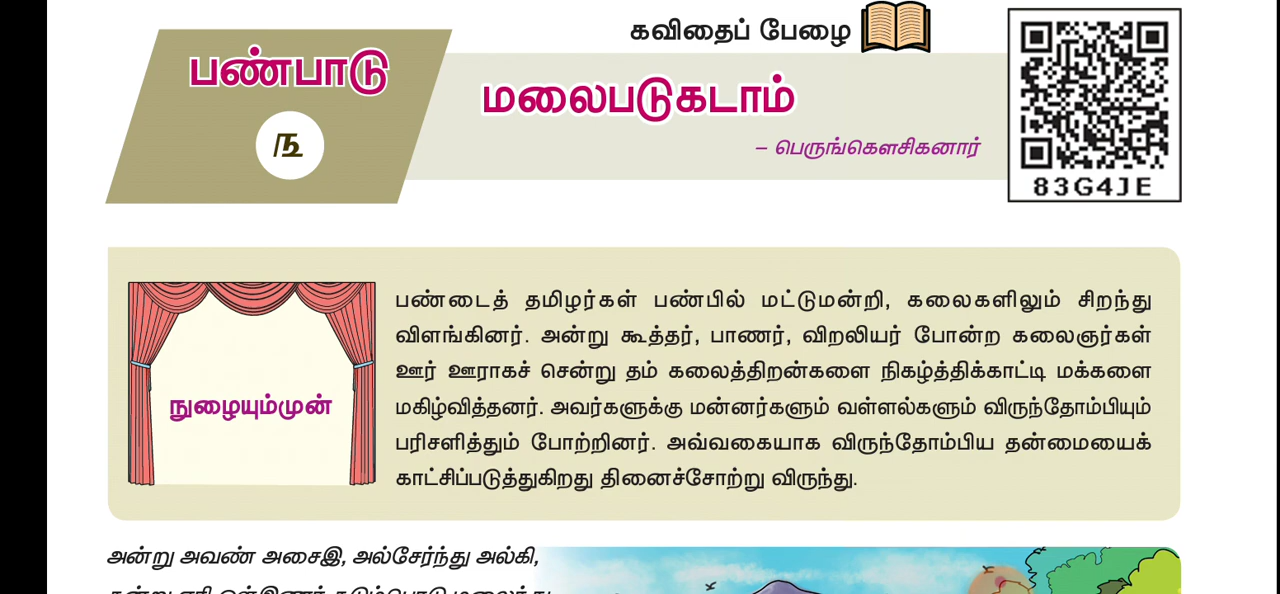 கவிதைப் பேழை
பண்பாடு
௩
மலைபடுகடாம்
– பெருங்கௌசிகனார்
83G4JE
நுழையும்முன்
பண்டைத் தமிழர்கள் பண்பில் மட்டுமன்றி, கலைகளிலும் சிறந்து
விளங்கினர். அன்று கூத்தர், பாணர், விறலியர் போன்ற கலைஞர்கள்
ஊர் ஊராகச் சென்று தம் கலைத்திறன்களை நிகழ்த்திக்காட்டி மக்களை
மகிழ்வித்தனர். அவர்களுக்கு மன்னர்களும் வள்ளல்களும் விருந்தோம்பியும்
பரிசளித்தும் போற்றினர். அவ்வகையாக விருந்தோம்பிய தன்மையைக்
காட்சிப்படுத்துகிறது தினைச்சோற்று விருந்து.
அன்று அவண் அசைஇ, அல்சேர்ந்து அல்கி,